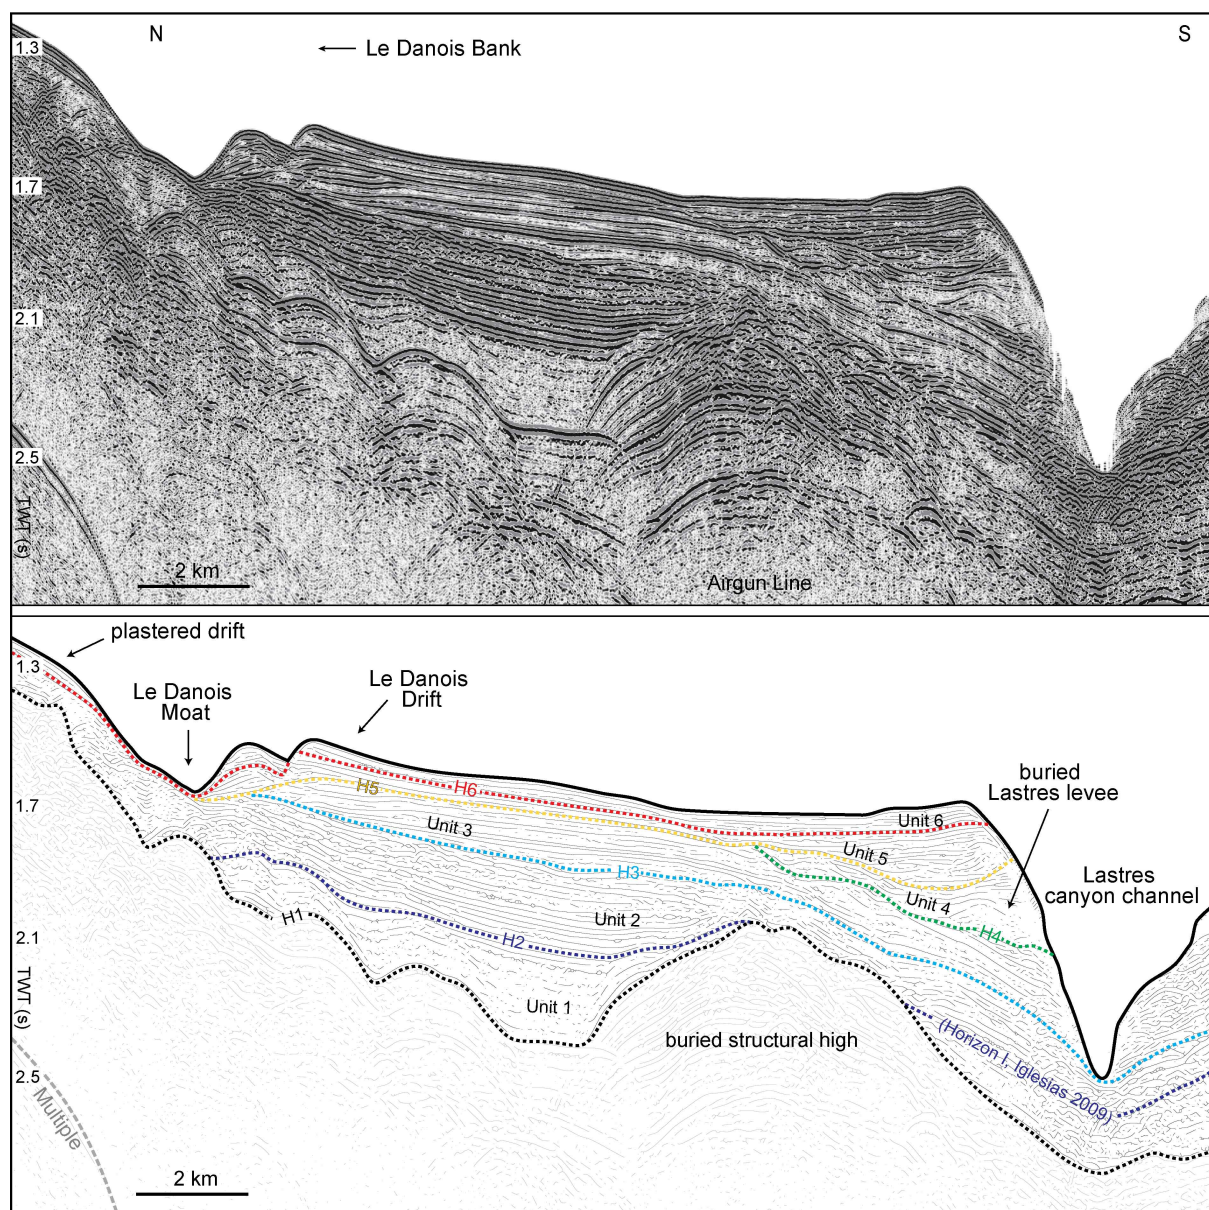 N
S
← Le Danois Bank
1.3
1.7
2.1
2.5
TWT (s)
2 km
Airgun Line
plastered drift
1.3
Le Danois
Moat
Le Danois
Drift
buried
Lastres levee
H5
H6
1.7
Unit 3
Unit 6
Unit 5
H3
Lastres
canyon channel
Unit 4
H1
Unit 2
H4
2.1
H2
TWT (s)
Unit 1
buried structural high
(Horizon I, Iglesias 2009)
2.5
Multiple
2 km